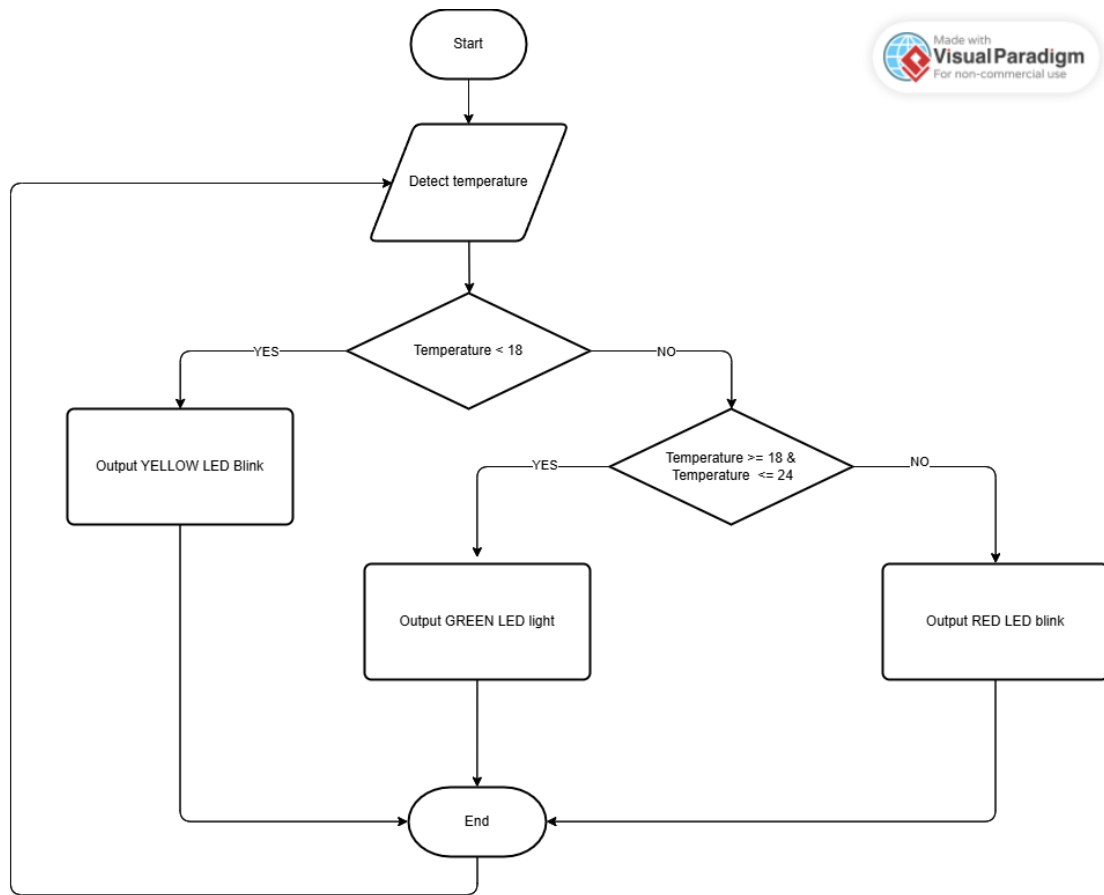 Start
Made with
Visual Paradigm
For non-commercial use
Detect temperature
Temperature < 18
YES
NO
Output YELLOW LED Blink
Temperature >= 18 &
Temperature <= 24
YES
NO
Output GREEN LED light
Output RED LED blink
End